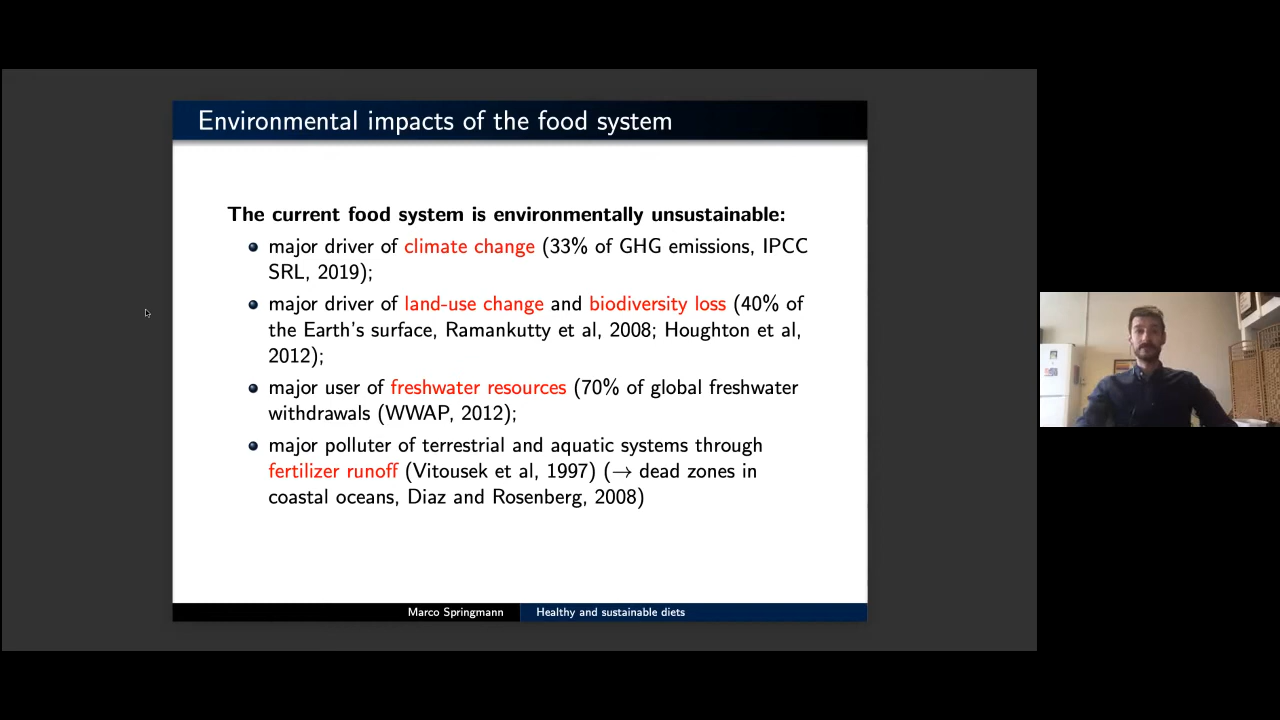 Environmental impacts of the food system
The current food system is environmentally unsustainable:
major driver of climate change (33% of GHG emissions, IPCC
SRL, 2019);
major driver of land-use change and biodiversity loss (40% of
the Earth's surface, Ramankutty et al, 2008; Houghton et al,
2012);
major user of freshwater resources (70% of global freshwater
withdrawals (WWAP, 2012);
major polluter of terrestrial and aquatic systems through
fertilizer runoff (Vitousek et al, 1997) (→ dead zones in
coastal oceans, Diaz and Rosenberg, 2008)
Marco Springmann
Healthy and sustainable diets